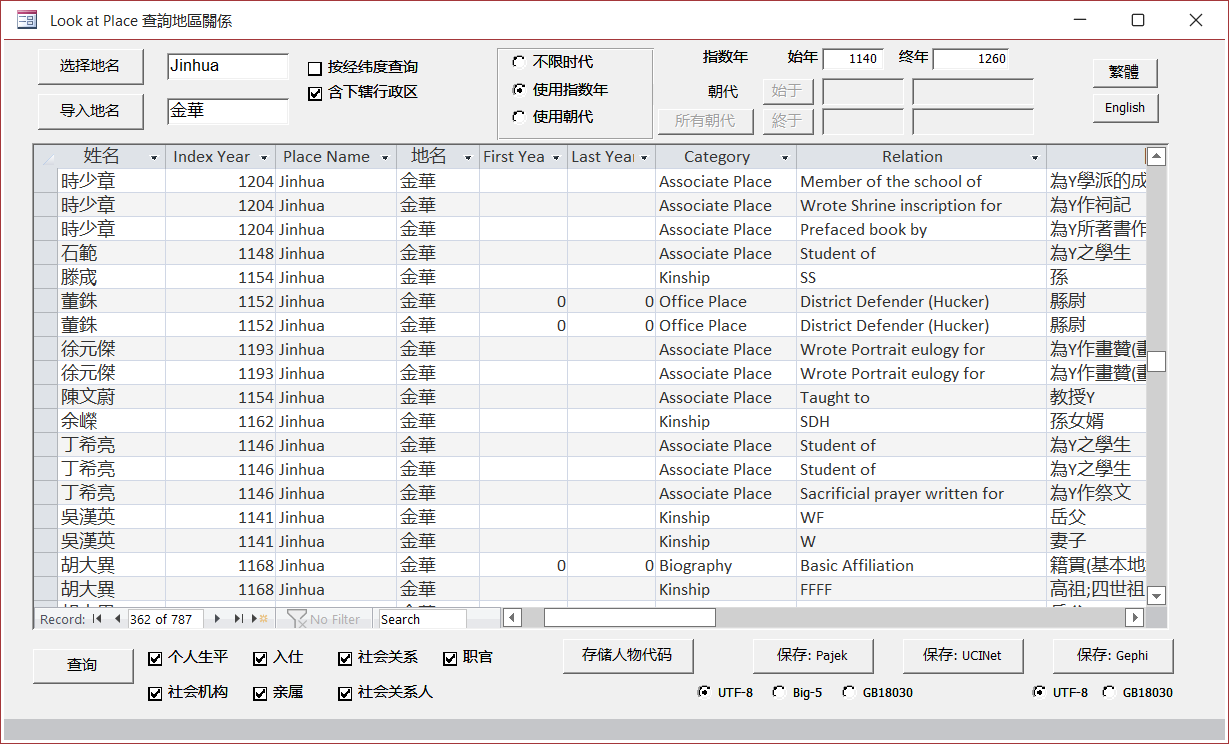 Look at Place 查詢地區關係
选择地名 Jinhua 按经纬度查询 不限时代 指数年 始年 1140 终年 1260 繁體
导入地名 金華 含下辖行政区 使用指数年 朝代 始于 English
使用朝代 所有朝代 終于
姓名 Index Year Place Name 地名 First Yea Last Year Category Relation
時少章 1204 Jinhua 金華 Associate Place Member of the school of 為Y學派的成
時少章 1204 Jinhua 金華 Associate Place Wrote Shrine inscription for 為Y作祠記
時少章 1204 Jinhua 金華 Associate Place Prefaced book by 為Y所著書作
石範 1148 Jinhua 金華 Associate Place Student of 為Y之學生
滕宬 1154 Jinhua 金華 Kinship SS 孫
董銖 1152 Jinhua 金華 0 0 Office Place District Defender (Hucker) 縣尉
董銖 1152 Jinhua 金華 0 0 Office Place District Defender (Hucker) 縣尉
徐元傑 1193 Jinhua 金華 Associate Place Wrote Portrait eulogy for 為Y作畫贊(畫
徐元傑 1193 Jinhua 金華 Associate Place Wrote Portrait eulogy for 為Y作畫贊(畫
陳文蔚 1154 Jinhua 金華 Associate Place Taught to 教授Y
余嶸 1162 Jinhua 金華 Kinship SDH 孫女婿
丁希亮 1146 Jinhua 金華 Associate Place Student of 為Y之學生
丁希亮 1146 Jinhua 金華 Associate Place Student of 為Y之學生
丁希亮 1146 Jinhua 金華 Associate Place Sacrificial prayer written for 為Y作祭文
吳漢英 1141 Jinhua 金華 Kinship WF 岳父
吳漢英 1141 Jinhua 金華 Kinship W 妻子
胡大異 1168 Jinhua 金華 0 0 Biography Basic Affiliation 籍貫(基本地
胡大異 1168 Jinhua 金華 Kinship FFFF 高祖;四世祖
Record: 362 of 787 No Filter Search
查询 个人生平 入仕 社会关系 职官 存储人物代码 保存: Pajek 保存: UCINet 保存: Gephi
社会机构 亲属 社会关系人 UTF-8 Big-5 GB18030 UTF-8 GB18030